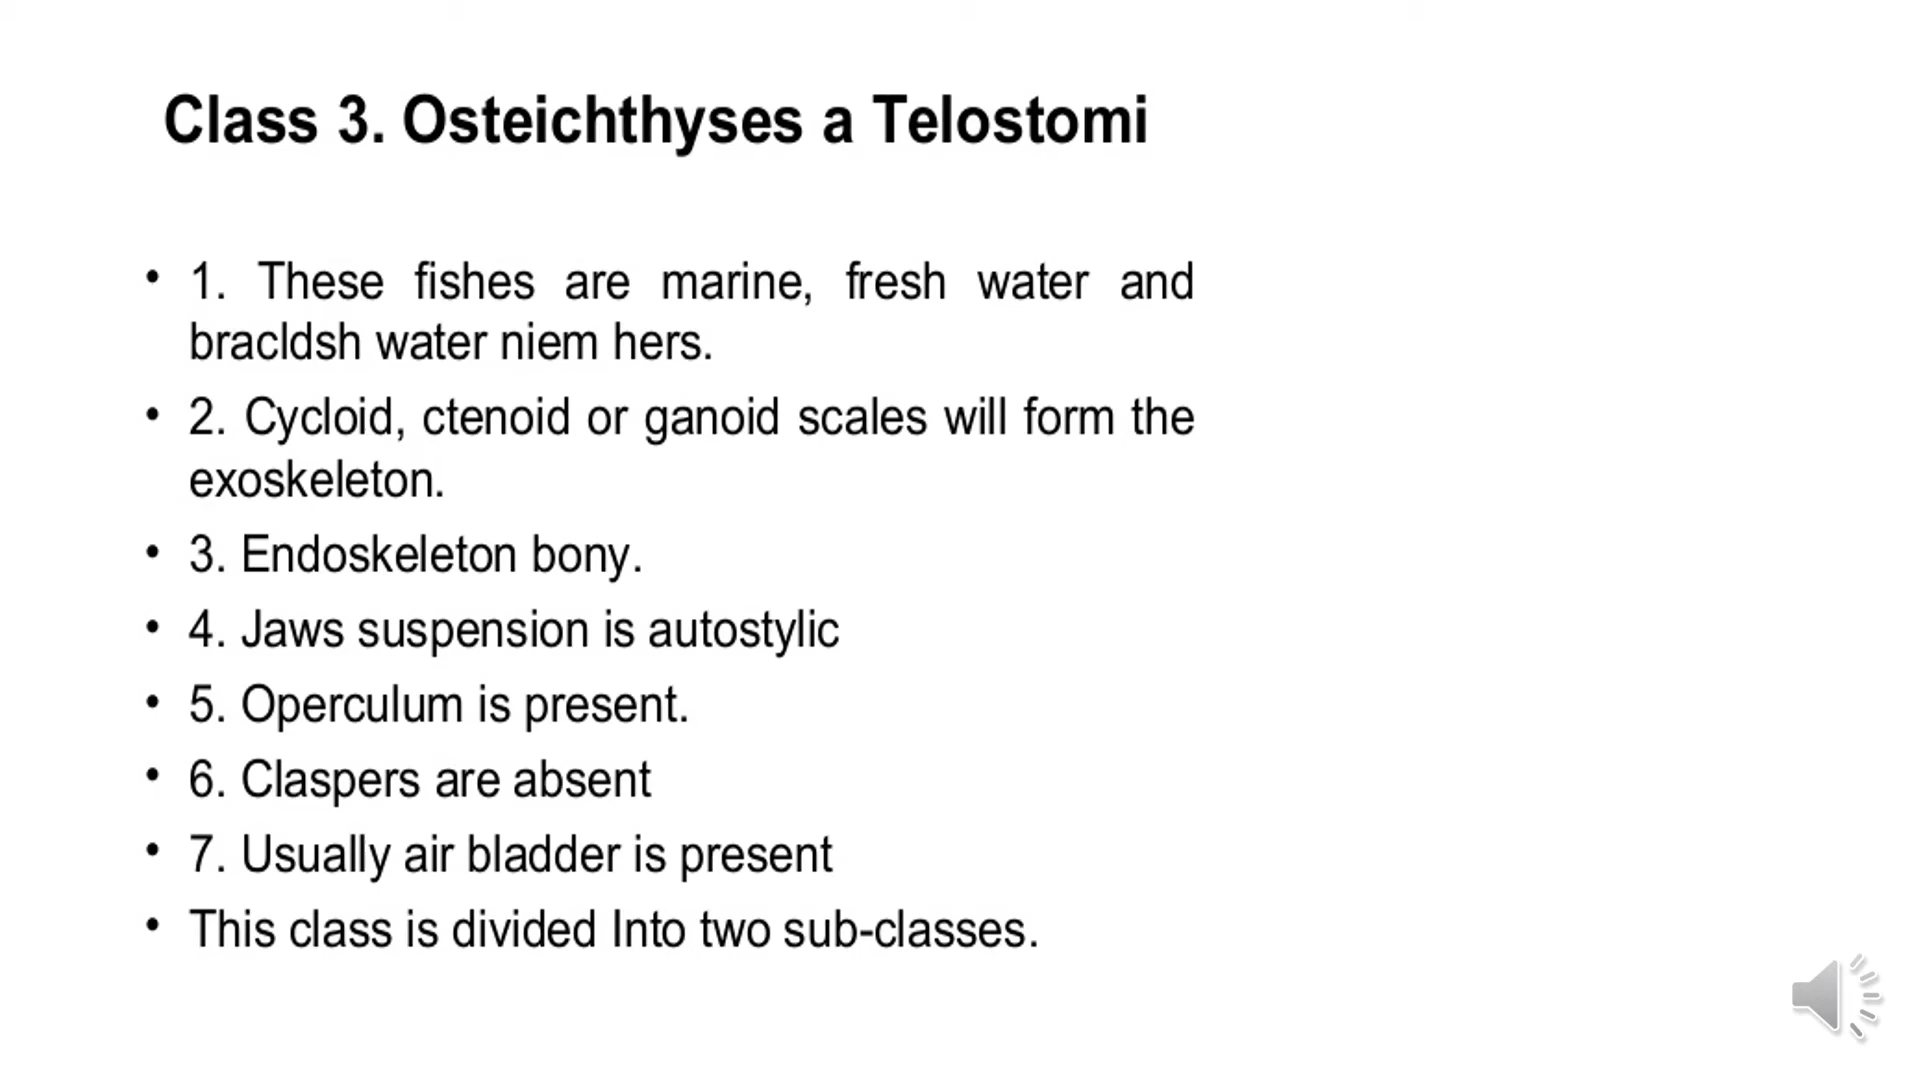 Class 3. Osteichthyses a Telostomi
• 1. These fishes are marine, fresh water and
bracldsh water niem hers.
• 2. Cycloid, ctenoid or ganoid scales will form the
exoskeleton.
• 3. Endoskeleton bony.
• 4. Jaws suspension is autostylic
• 5. Operculum is present.
• 6. Claspers are absent
• 7. Usually air bladder is present
• This class is divided Into two sub-classes.